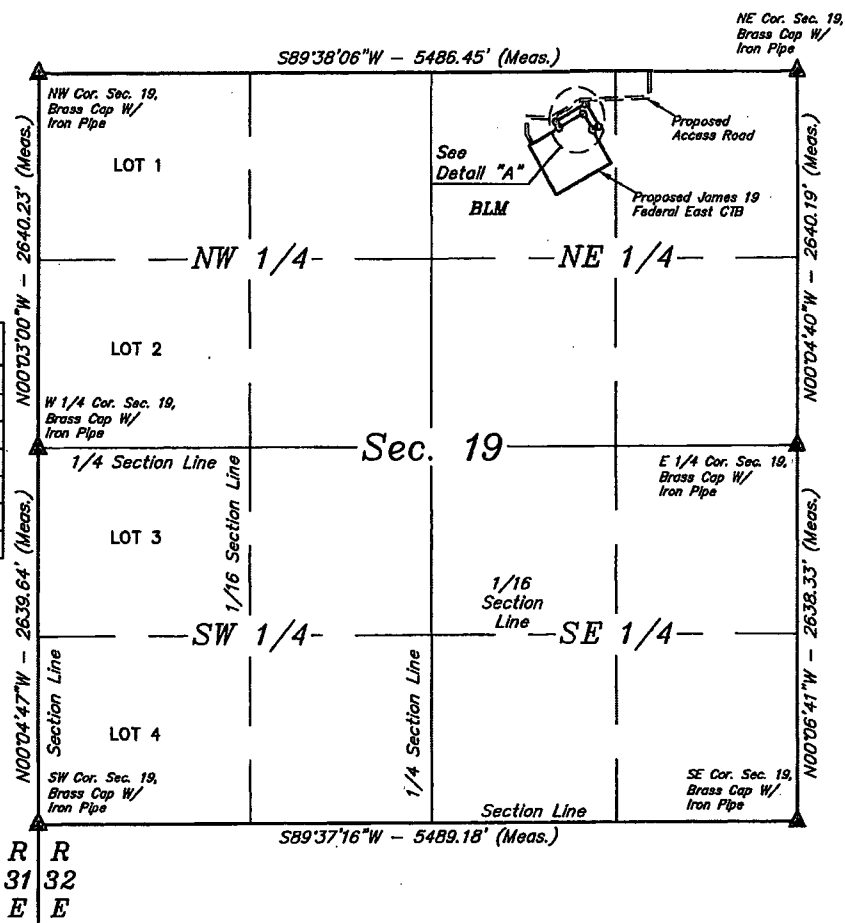 NE Cor. Sec. 19,
Brass Cap W/
Iron Pipe
S89°38'06"W - 5486.45' (Meas.)
NW Cor. Sec. 19,
Brass Cap W/
Iron Pipe
LOT 1
N00°03'00"W - 2640.23' (Meas.)
See
Detail "A"
BLM
Proposed
Access Road
Proposed James 19
Federal East CTB
NW 1/4
NE 1/4
N00°04'40"W - 2640.19' (Meas.)
LOT 2
W 1/4 Cor. Sec. 19,
Brass Cap W/
Iron Pipe
Sec. 19
1/4 Section Line
E 1/4 Cor. Sec. 19,
Brass Cap W/
Iron Pipe
LOT 3
1/16 Section Line
1/16
Section
Line
N00°04'47"W - 2639.64' (Meas.)
SW 1/4
SE 1/4
N00°06'41"W - 2638.33' (Meas.)
Section Line
LOT 4
1/4 Section Line
SW Cor. Sec. 19,
Brass Cap W/
Iron Pipe
SE Cor. Sec. 19,
Brass Cap W/
Iron Pipe
Section Line
S89°37'16"W - 5489.18' (Meas.)
R R
31 32
E E